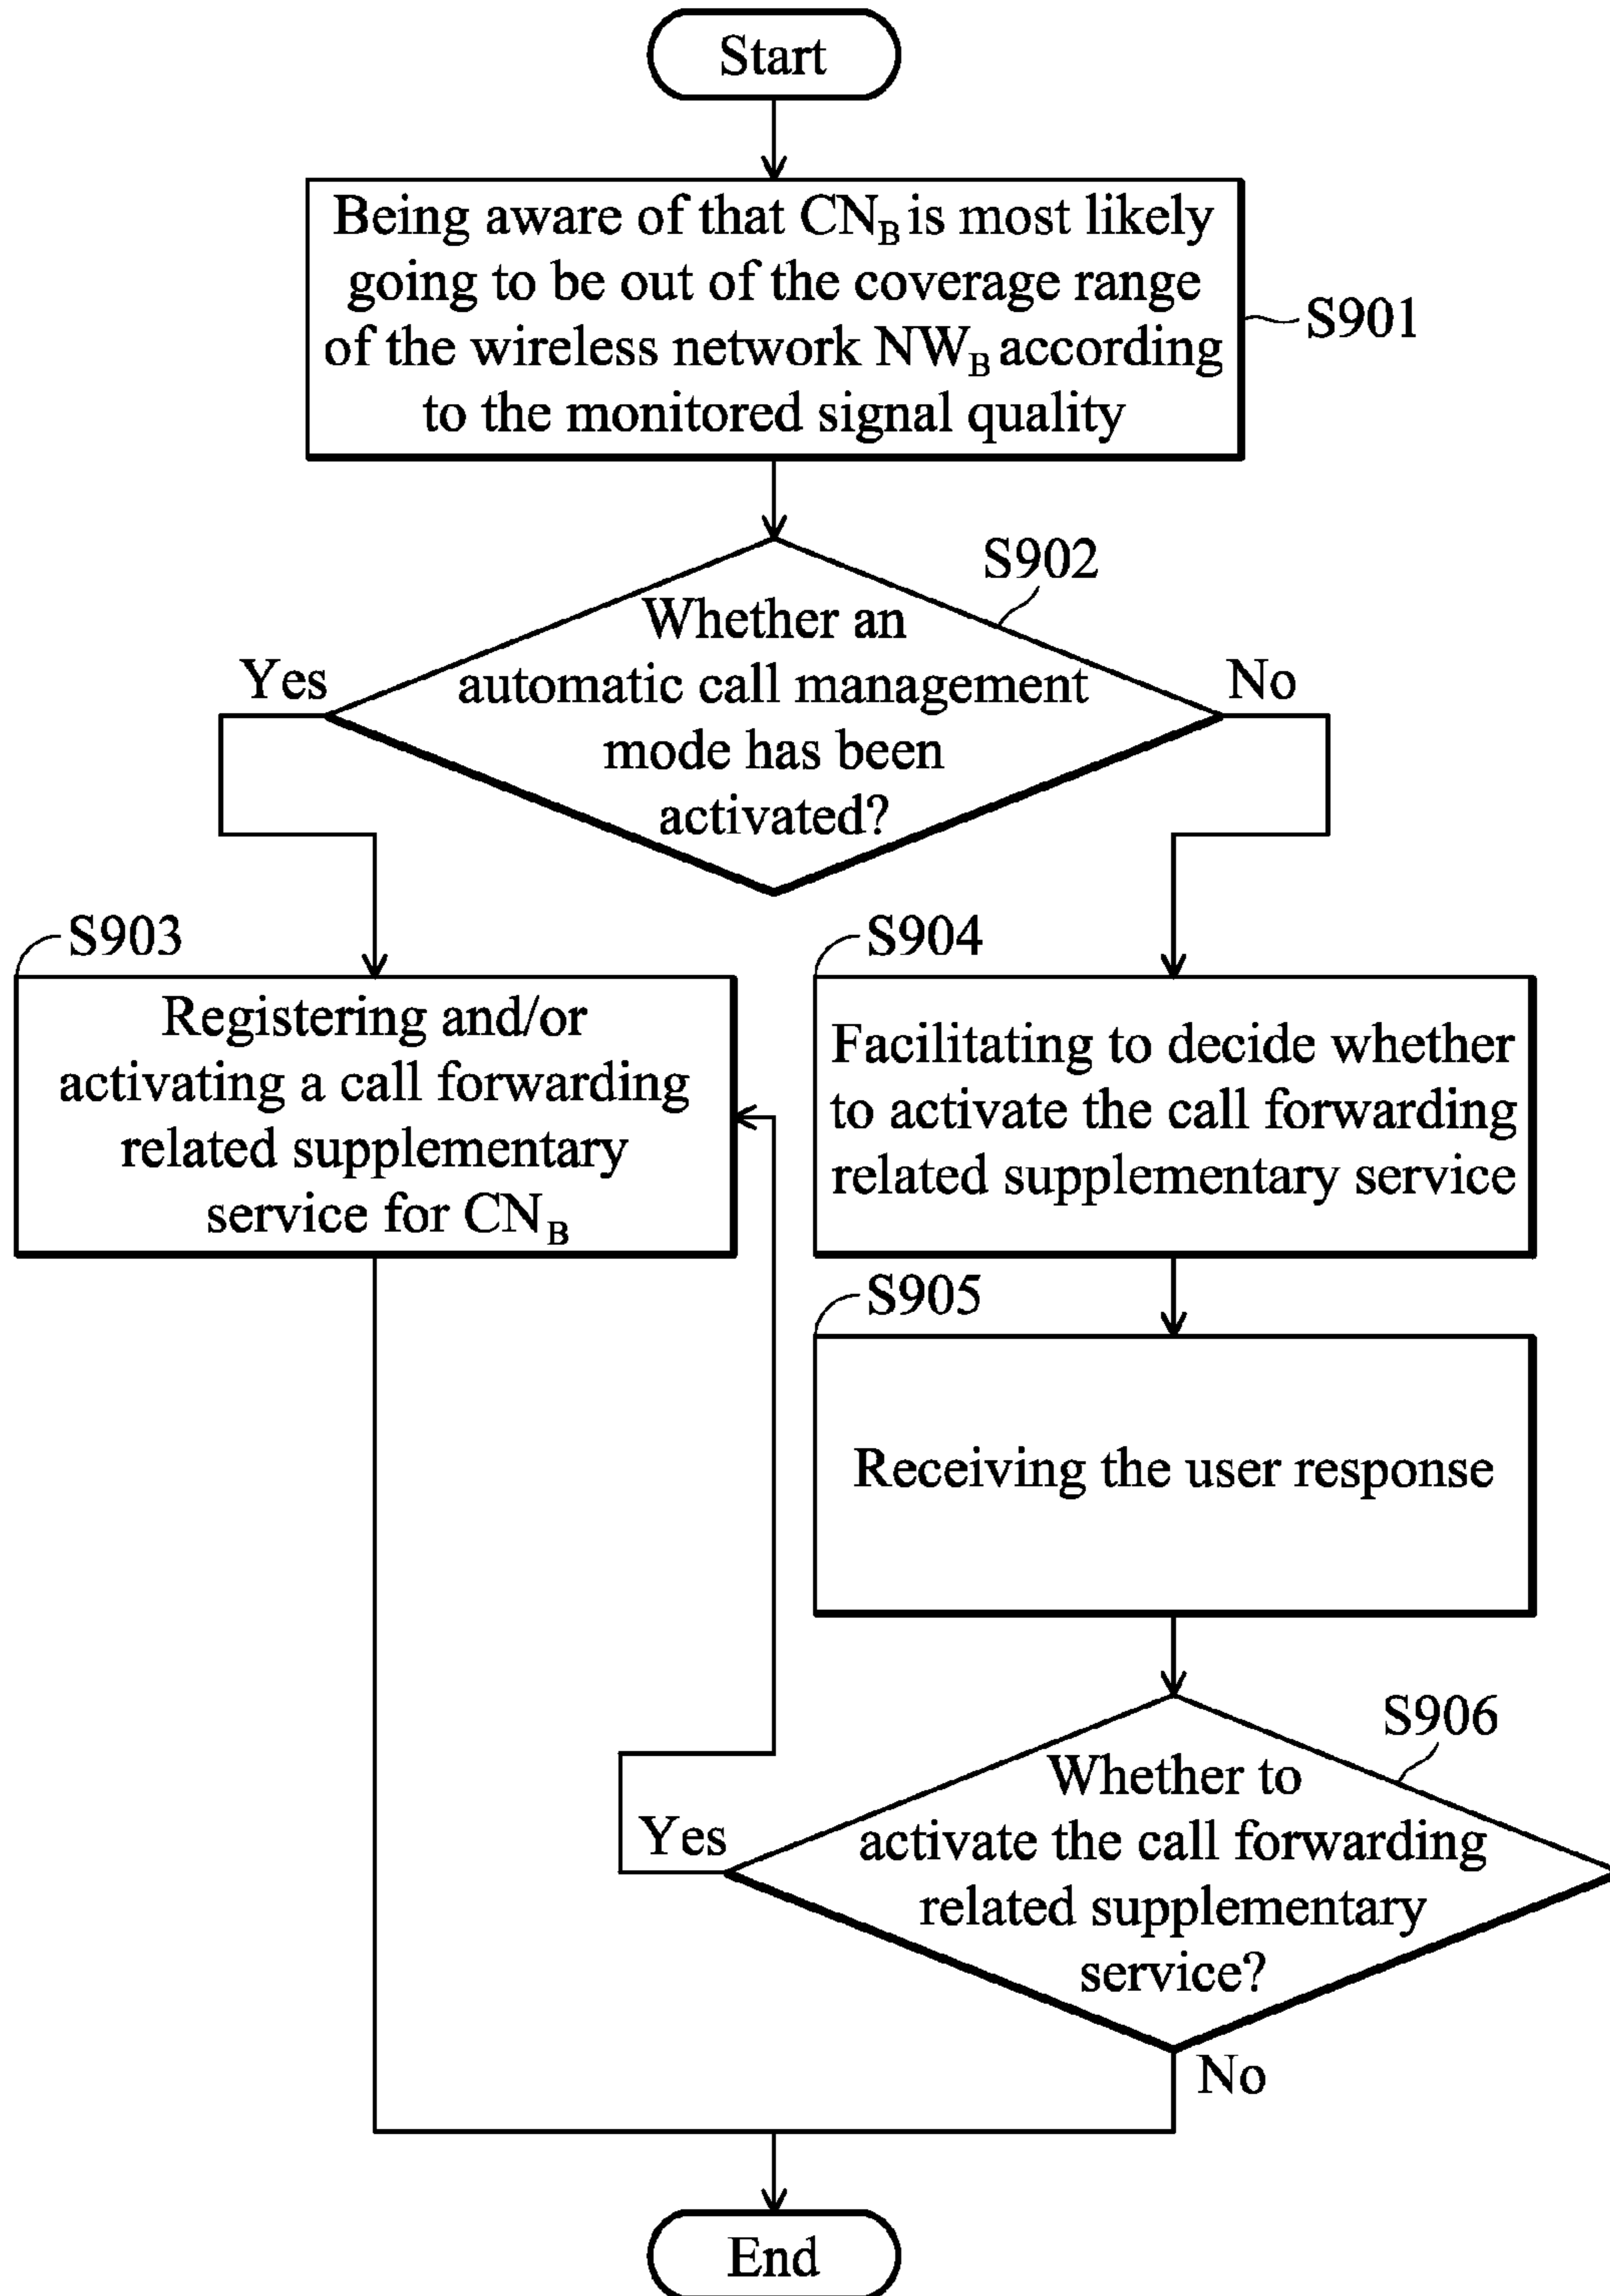 Start
Being aware of that CNB is most likely
going to be out of the coverage range
of the wireless network NWB according
to the monitored signal quality
S901
S902
Whether an
automatic call management
mode has been
activated?
Yes
No
S903
Registering and/or
activating a call forwarding
related supplementary
service for CNB
S904
Facilitating to decide whether
to activate the call forwarding
related supplementary service
S905
Receiving the user response
S906
Whether to
activate the call forwarding
related supplementary
service?
Yes
No
End